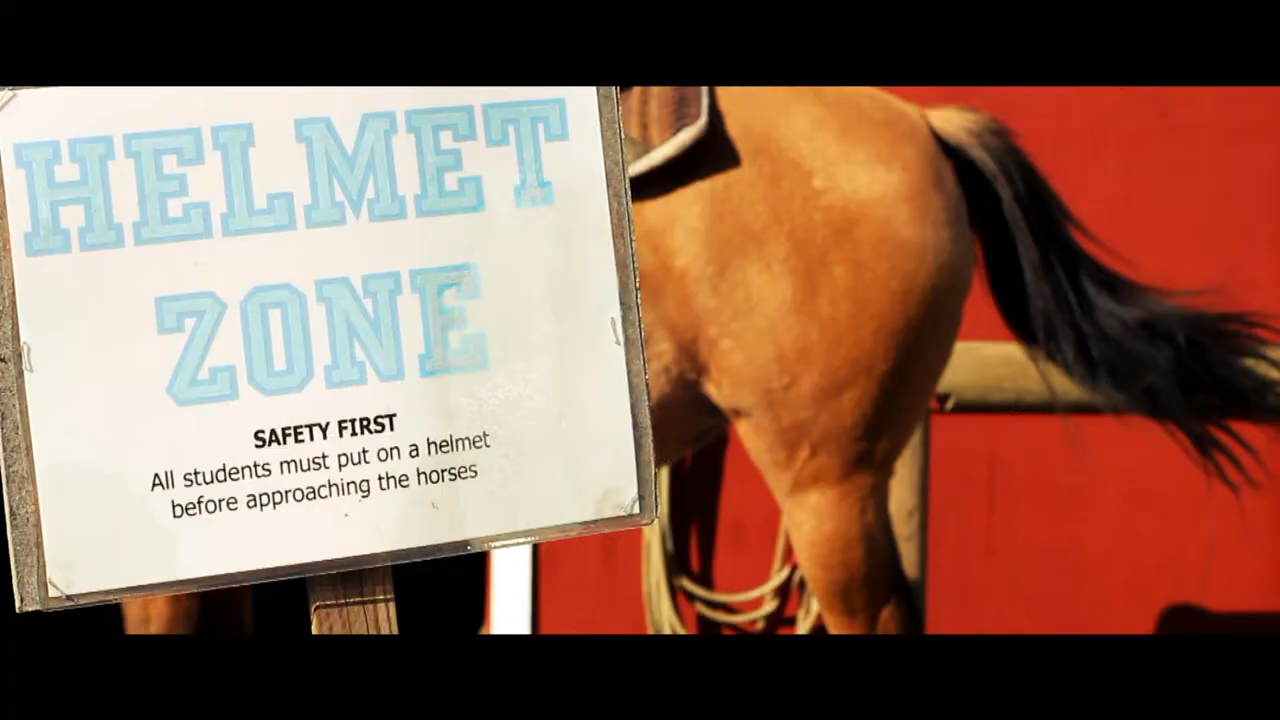 HELMET
ZONE
SAFETY FIRST
All students must put on a helmet
before approaching the horses